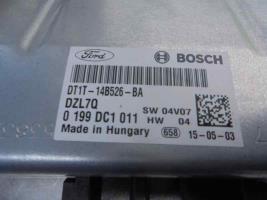 Ford
BOSCH
DT1T-14B526-BA
DZL7Q
SW 04V07
0 199 DC1 011
HW 04
Made in Hungary
658
15-05-03